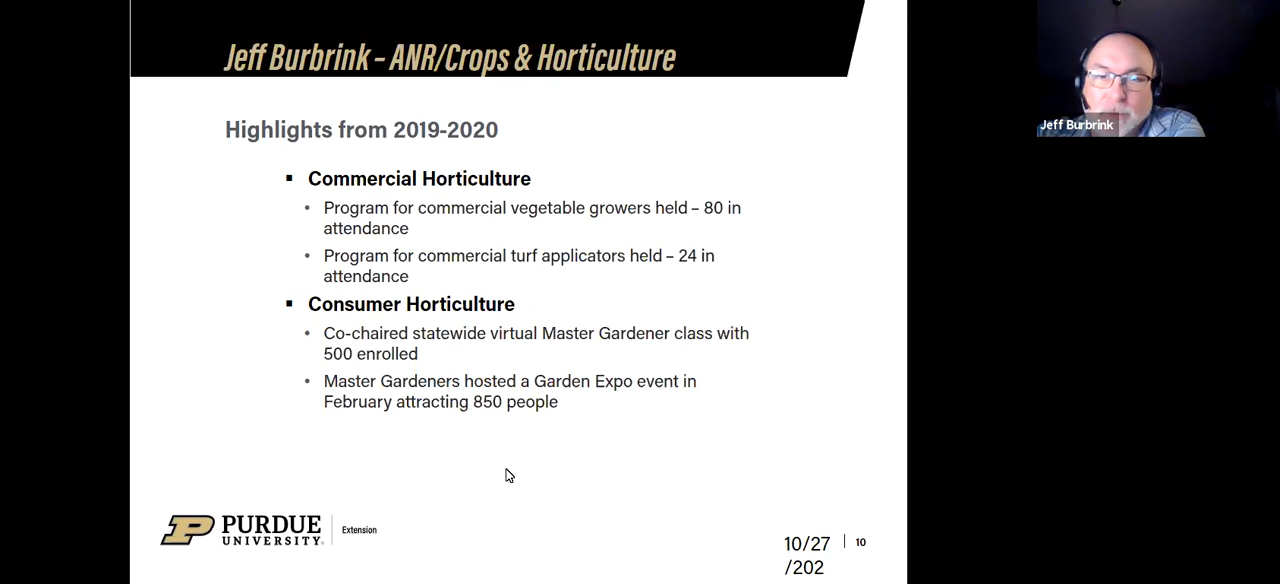 Jeff Burbrink – ANR/Crops & Horticulture
Jeff Burbrink
Highlights from 2019-2020
▪ Commercial Horticulture
• Program for commercial vegetable growers held – 80 in
attendance
• Program for commercial turf applicators held – 24 in
attendance
▪ Consumer Horticulture
• Co-chaired statewide virtual Master Gardener class with
500 enrolled
• Master Gardeners hosted a Garden Expo event in
February attracting 850 people
PURDUE
UNIVERSITY
Extension
10/27
/202
10